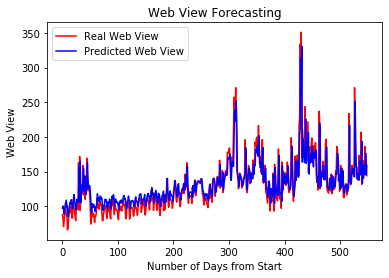 Web View Forecasting
Real Web View
Predicted Web View
350
300
250
200
150
100
Web View
0
100
200
300
400
500
Number of Days from Start